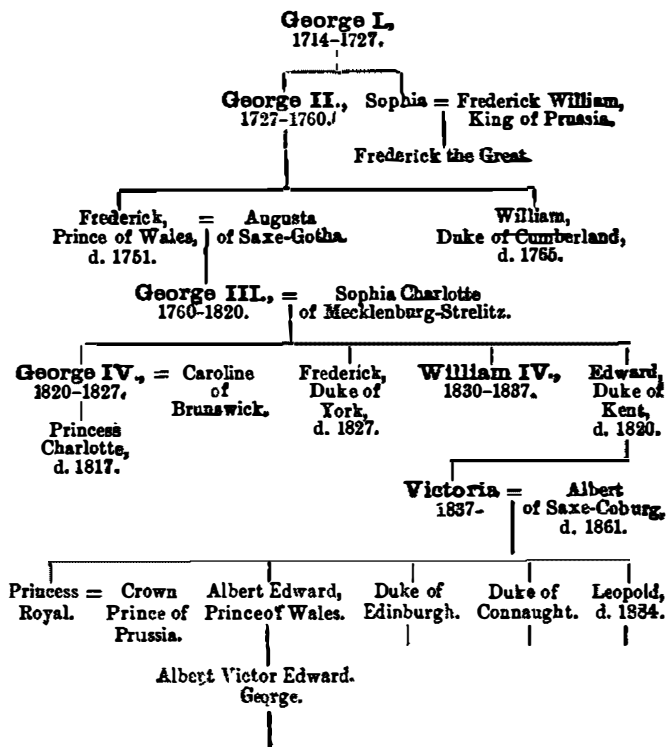 George I.,
1714-1727.
George II., Sophia = Frederick William,
1727-1760. King of Prussia.
Frederick the Great.
Frederick, = Augusta William,
Prince of Wales, of Saxe-Gotha. Duke of Cumberland,
d. 1751. d. 1765.
George III., = Sophia Charlotte
1760-1820. of Mecklenburg-Strelitz.
George IV., = Caroline Frederick, William IV., Edward,
1820-1827. of Duke of 1830-1837. Duke of
Brunswick. York, Kent,
Princess d. 1827. d. 1820.
Charlotte,
d. 1817.
Victoria = Albert
1837- of Saxe-Coburg,
d. 1861.
Princess = Crown Albert Edward, Duke of Duke of Leopold,
Royal. Prince of Prince of Wales. Edinburgh. Connaught. d. 1884.
Prussia.
Albert Victor Edward.
George.